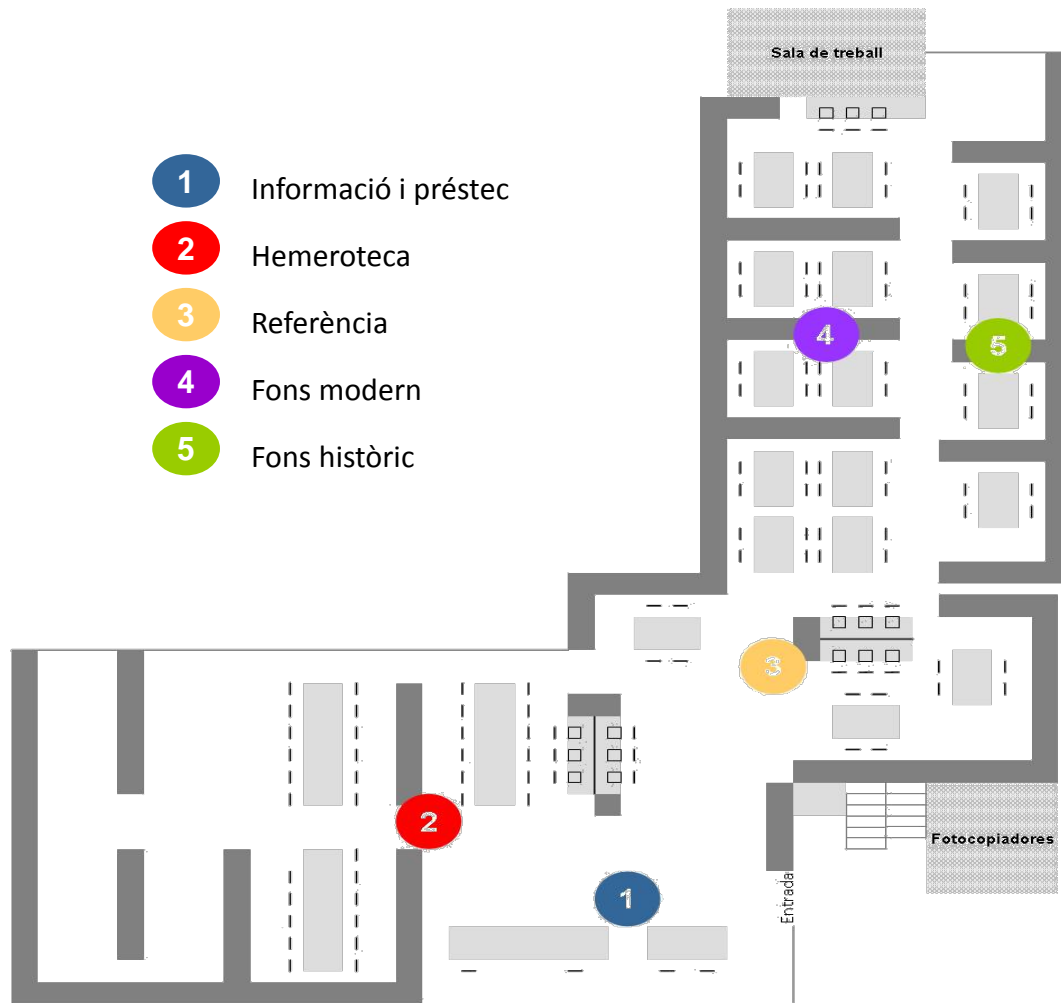 Sala de treball
1 Informació i préstec
2 Hemeroteca
3 Referència
4 Fons modern
5 Fons històric
4
5
3
2
Fotocopiadores
1
Entrada